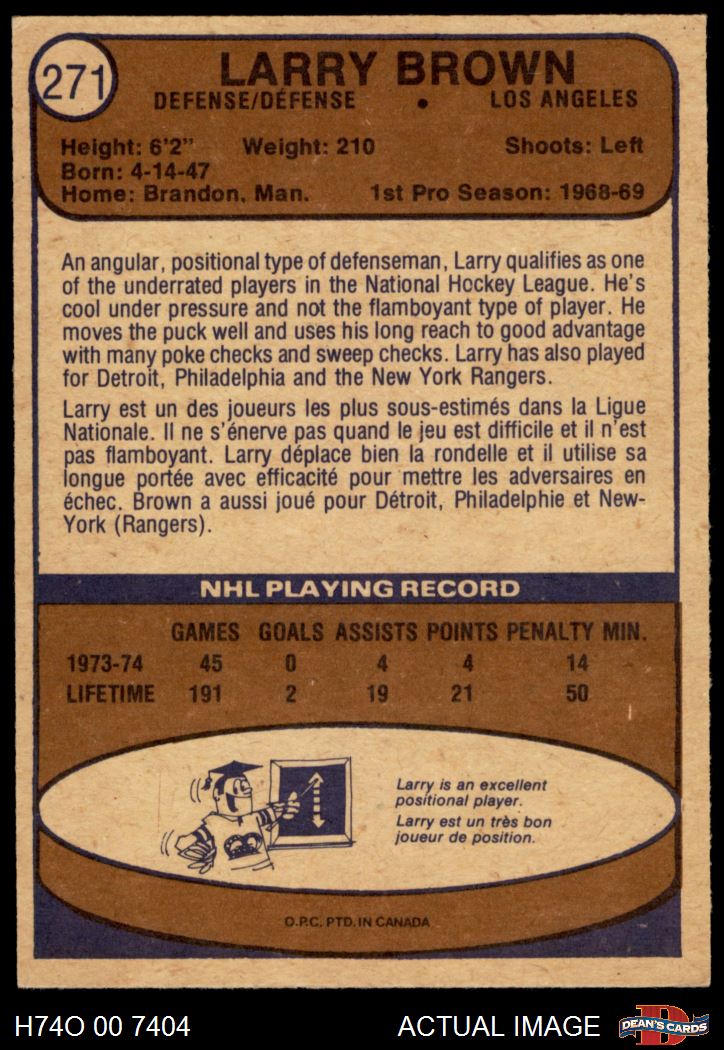 271
LARRY BROWN
DEFENSE/DÉFENSE • LOS ANGELES
Height: 6'2" Weight: 210 Shoots: Left
Born: 4-14-47
Home: Brandon, Man. 1st Pro Season: 1968-69
An angular, positional type of defenseman, Larry qualifies as one
of the underrated players in the National Hockey League. He's
cool under pressure and not the flamboyant type of player. He
moves the puck well and uses his long reach to good advantage
with many poke checks and sweep checks. Larry has also played
for Detroit, Philadelphia and the New York Rangers.
Larry est un des joueurs les plus sous-estimés dans la Ligue
Nationale. Il ne s'énerve pas quand le jeu est difficile et il n'est
pas flamboyant. Larry déplace bien la rondelle et il utilise sa
longue portée avec efficacité pour mettre les adversaires en
échec. Brown a aussi joué pour Détroit, Philadelphie et New-
York (Rangers).
NHL PLAYING RECORD
GAMES GOALS ASSISTS POINTS PENALTY MIN.
1973-74 45 0 4 4 14
LIFETIME 191 2 19 21 50
Larry is an excellent
positional player.
Larry est un très bon
joueur de position.
O.P.C. PTD. IN CANADA
H74O 00 7404 ACTUAL IMAGE DEAN'S CARDS